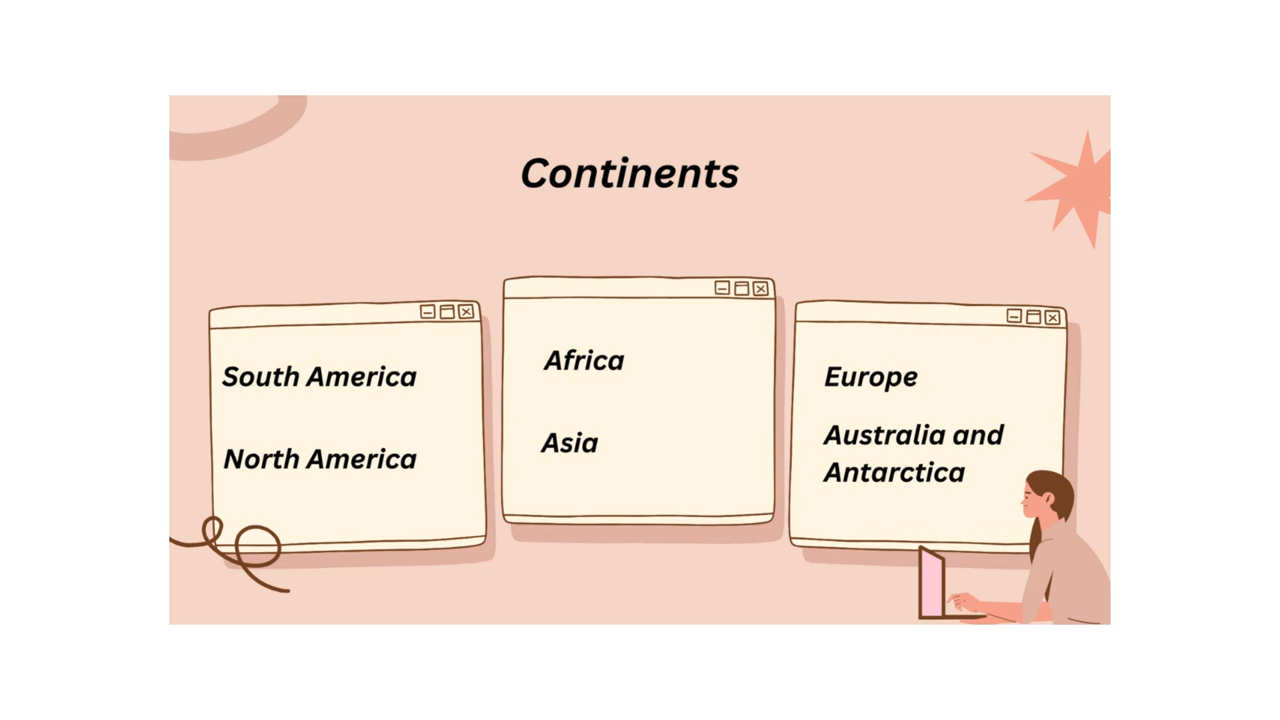 Continents
South America
North America
Africa
Asia
Europe
Australia and
Antarctica